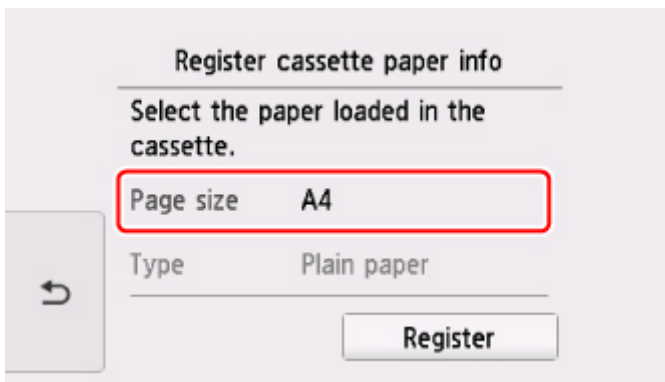 Register cassette paper info
Select the paper loaded in the
cassette.
Page size A4
Type Plain paper
Register